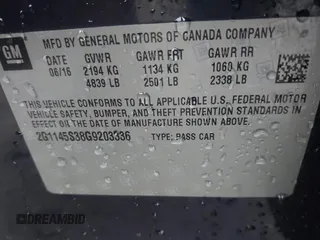 GM
MFD BY GENERAL MOTORS OF CANADA COMPANY
DATE GVWR GAWR FRT GAWR RR
06/16 2194 KG 1134 KG 1060 KG
4839 LB 2501 LB 2338 LB
THIS VEHICLE CONFORMS TO ALL APPLICABLE U.S. FEDERAL MOTOR
VEHICLE SAFETY, BUMPER, AND THEFT PREVENTION STANDARDS IN
EFFECT ON THE DATE OF MANUFACTURE SHOWN ABOVE.
2G1145S38G9203336 TYPE: PASS CAR
DREAMBID